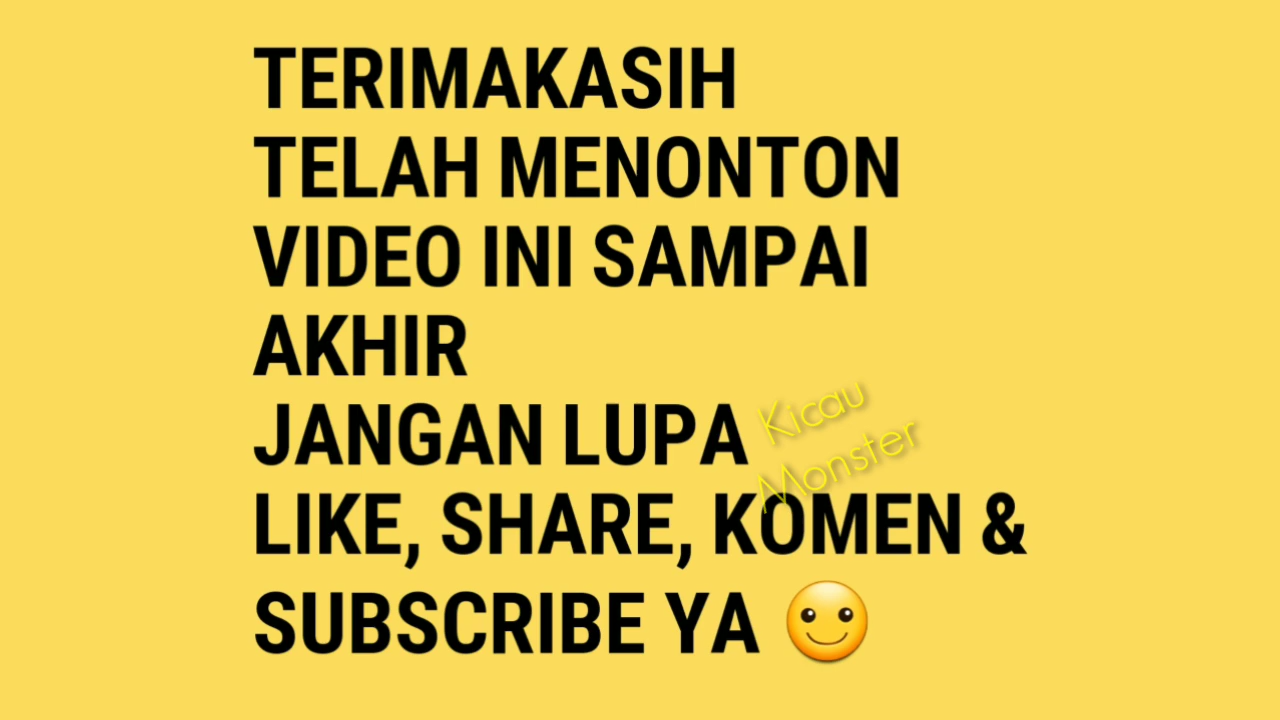 TERIMAKASIH
TELAH MENONTON
VIDEO INI SAMPAI
AKHIR
JANGAN LUPA
Kicau
Monster
LIKE, SHARE, KOMEN &
SUBSCRIBE YA 🙂